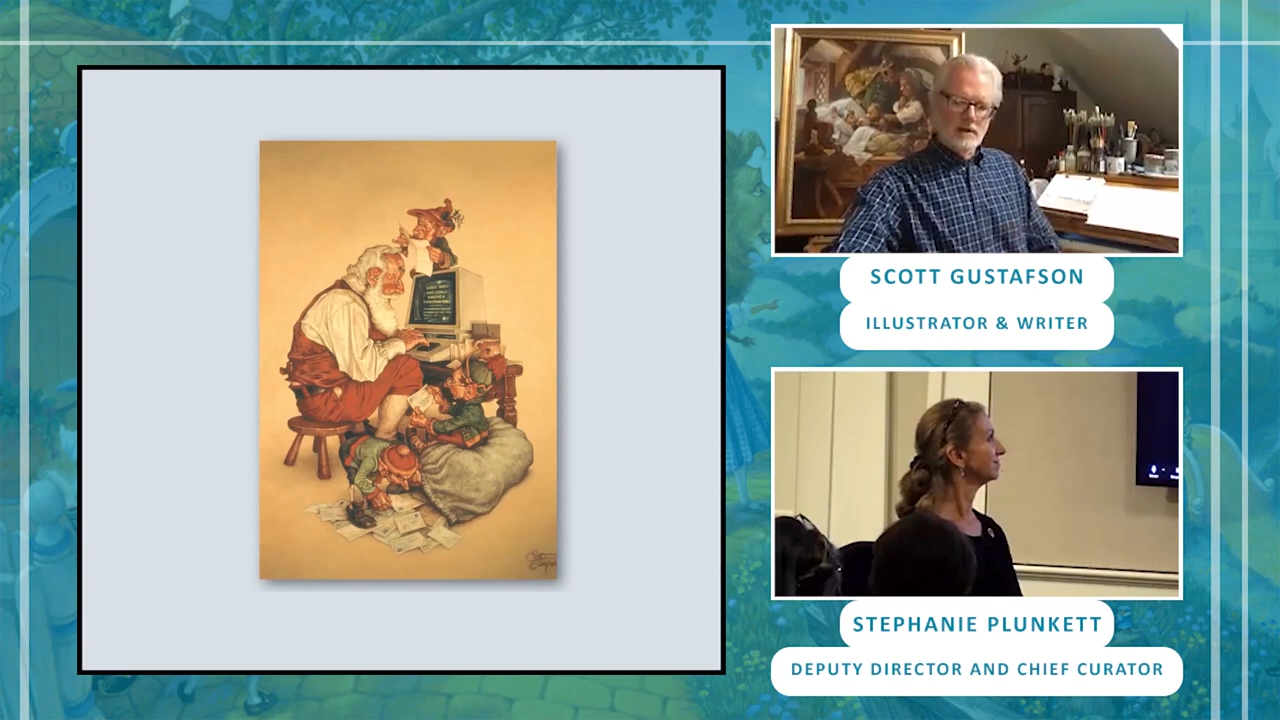 SCOTT GUSTAFSON
ILLUSTRATOR & WRITER
STEPHANIE PLUNKETT
DEPUTY DIRECTOR AND CHIEF CURATOR